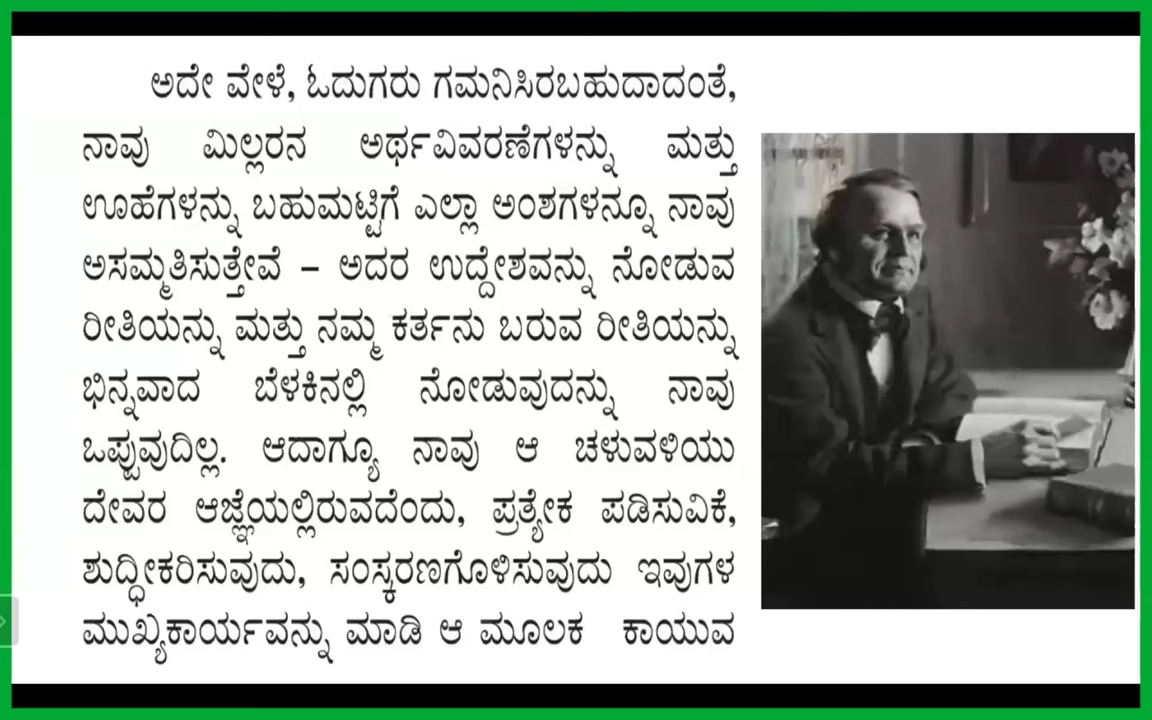 ಅದೇ ವೇಳೆ, ಓದುಗರು ಗಮನಿಸಿರಬಹುದಾದಂತೆ,
ನಾವು ಮಿಲ್ಲರನ ಅರ್ಥವಿವರಣೆಗಳನ್ನು ಮತ್ತು
ಊಹೆಗಳನ್ನು ಬಹುಮಟ್ಟಿಗೆ ಎಲ್ಲಾ ಅಂಶಗಳನ್ನೂ ನಾವು
ಅಸಮ್ಮತಿಸುತ್ತೇವೆ – ಅದರ ಉದ್ದೇಶವನ್ನು ನೋಡುವ
ರೀತಿಯನ್ನು ಮತ್ತು ನಮ್ಮ ಕರ್ತನು ಬರುವ ರೀತಿಯನ್ನು
ಭಿನ್ನವಾದ ಬೆಳಕಿನಲ್ಲಿ ನೋಡುವುದನ್ನು ನಾವು
ಒಪ್ಪುವುದಿಲ್ಲ. ಆದಾಗ್ಯೂ ನಾವು ಆ ಚಳುವಳಿಯು
ದೇವರ ಆಜ್ಞೆಯಲ್ಲಿರುವದೆಂದು, ಪ್ರತ್ಯೇಕ ಪಡಿಸುವಿಕೆ,
ಶುದ್ಧೀಕರಿಸುವುದು, ಸಂಸ್ಕರಣಗೊಳಿಸುವುದು ಇವುಗಳ
ಮುಖ್ಯಕಾರ್ಯವನ್ನು ಮಾಡಿ ಆ ಮೂಲಕ ಕಾಯುವ